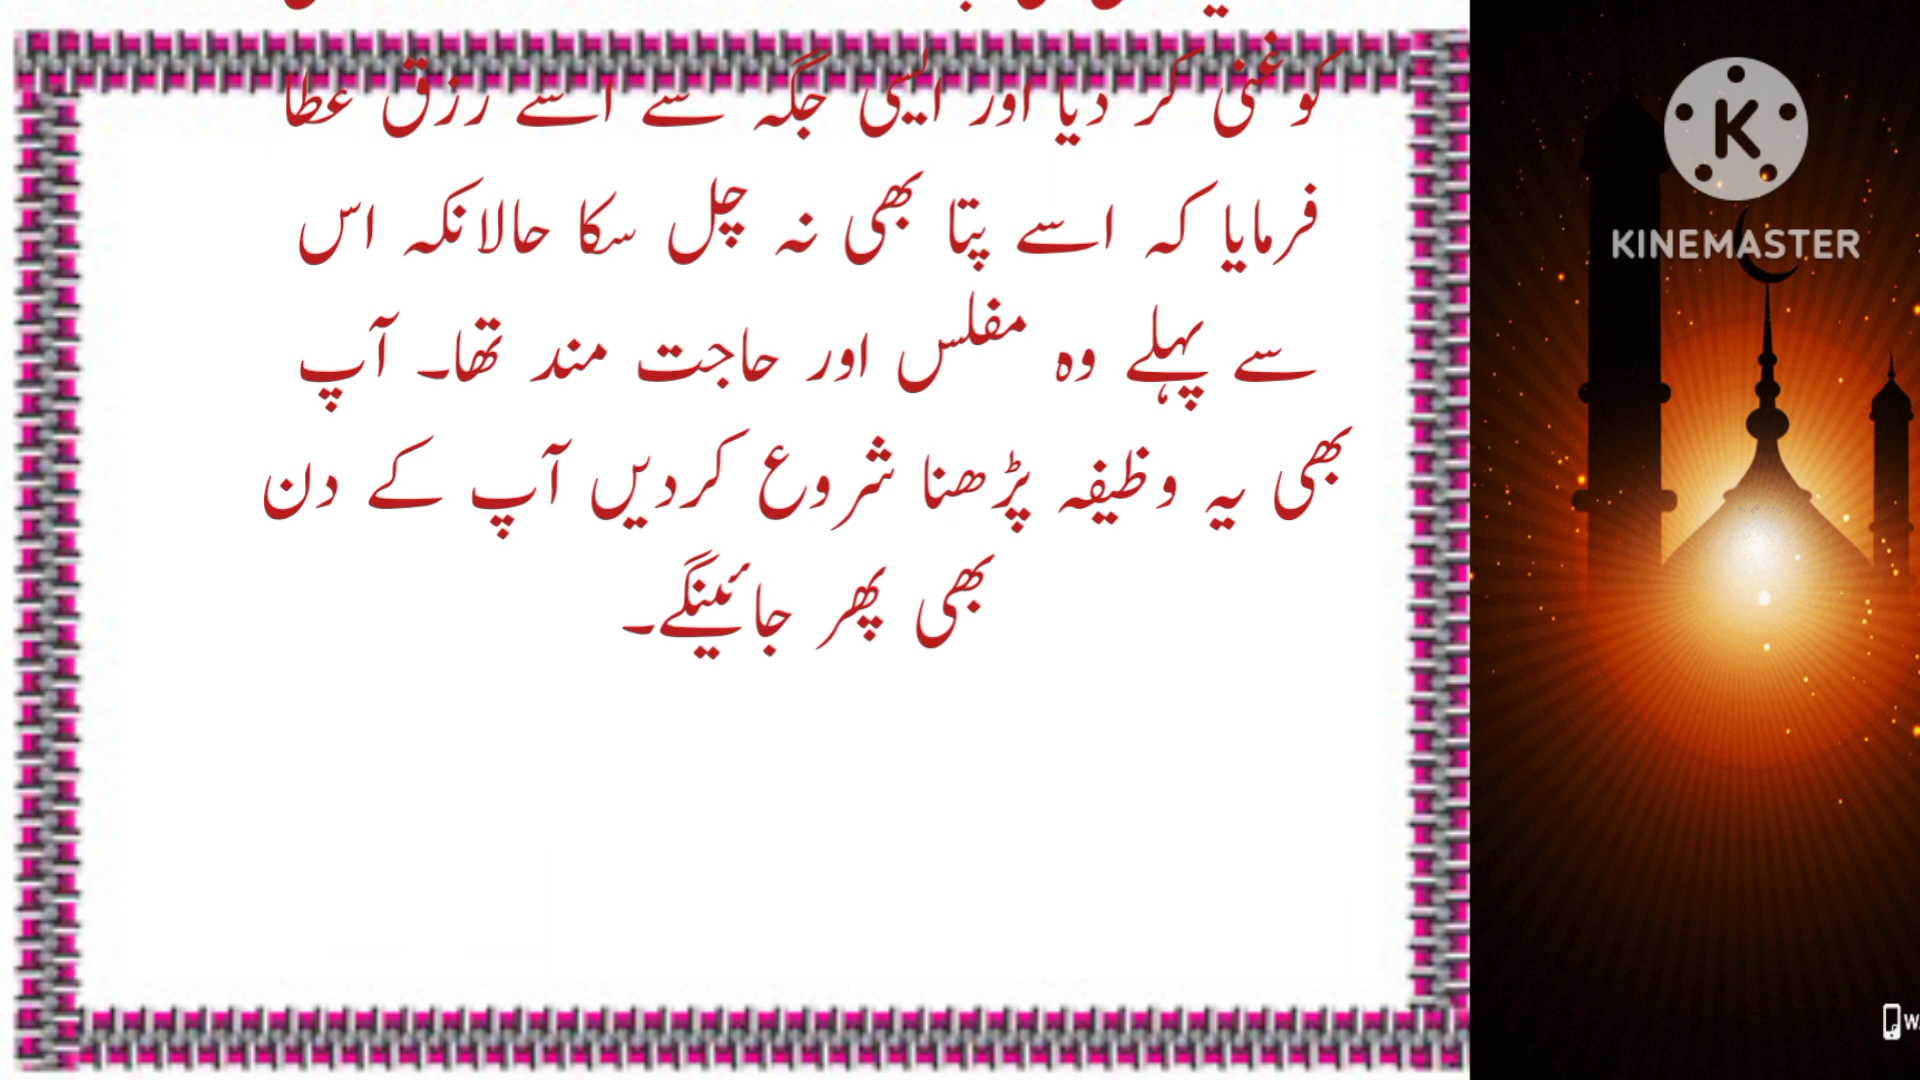 کو غنی کر دیا اور ایسی جگہ سے اسے رزق عطا
فرمایا کہ اسے پتا بھی نہ چل سکا حالانکہ اس
سے پہلے وہ مفلس اور حاجت مند تھا۔ آپ
بھی یہ وظیفہ پڑھنا شروع کردیں آپ کے دن
بھی پھر جائینگے۔
KINEMASTER